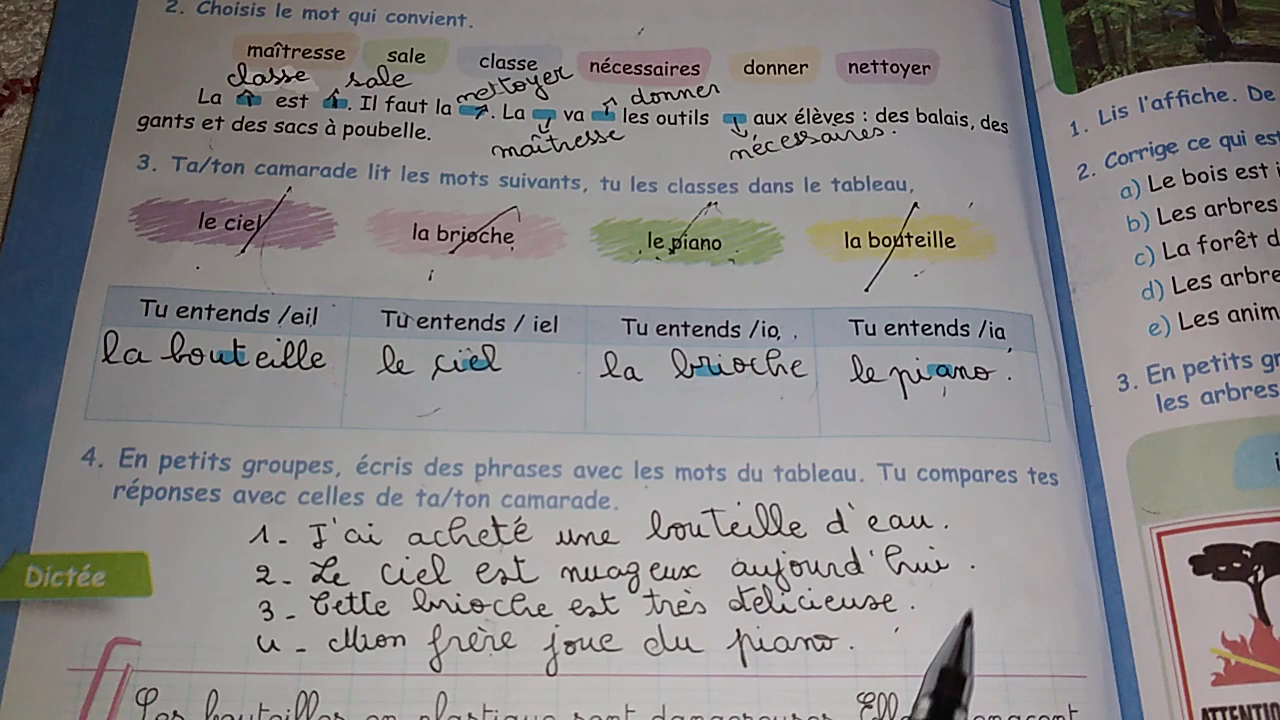 2. Choisis le mot qui convient.
maîtresse sale classe nécessaires donner nettoyer
classe sale nettoyer donner
La est . Il faut la . La va les outils aux élèves : des balais, des
maîtresse nécessaires.
gants et des sacs à poubelle.
3. Ta/ton camarade lit les mots suivants, tu les classes dans le tableau,
le ciel la brioche le piano la bouteille
Tu entends /eil Tu entends / iel Tu entends /io, Tu entends /ia,
la bouteille le ciel la brioche le piano.
4. En petits groupes, écris des phrases avec les mots du tableau. Tu compares tes
réponses avec celles de ta/ton camarade.
1- J'ai acheté une bouteille d'eau.
2- Le ciel est nuageux aujourd'hui.
3- Cette brioche est très délicieuse.
4- Mon frère joue du piano.
Dictée
bouteilles en plastique sont dangereuses
1. Lis l'affiche. De
2. Corrige ce qui es
a) Le bois est
b) Les arbres
c) La forêt d
d) Les arbre
e) Les anim
3. En petits gr
les arbres
ATTENTIO